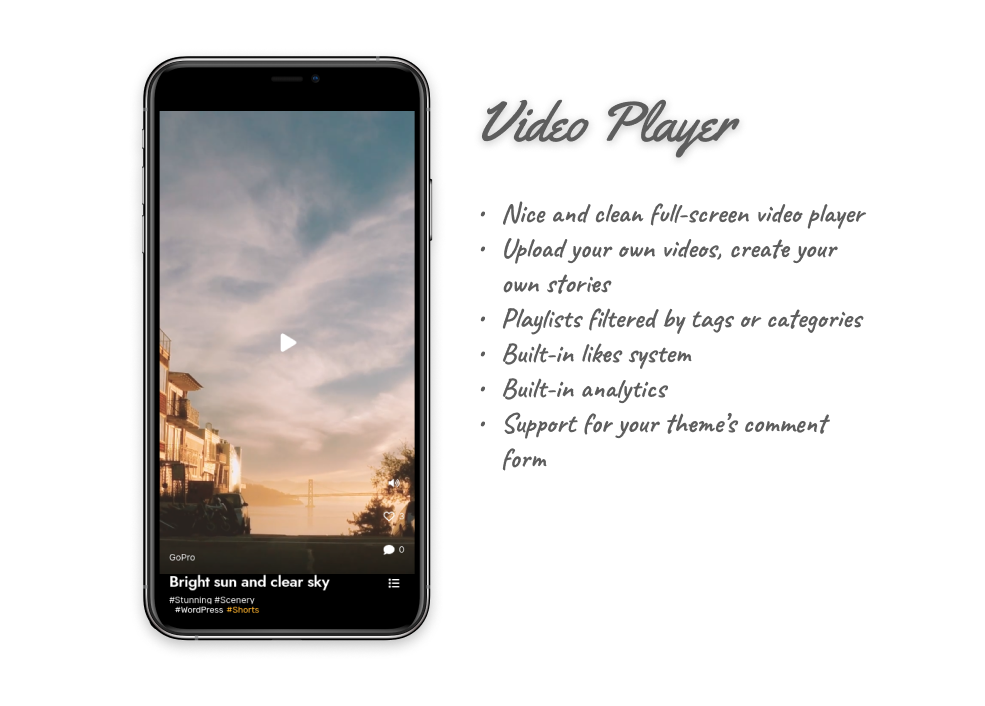 Video Player
• Nice and clean full-screen video player
• Upload your own videos, create your
own stories
• Playlists filtered by tags or categories
• Built-in likes system
• Built-in analytics
• Support for your theme's comment
form
0
GoPro
Bright sun and clear sky
#Stunning #Scenery
#WordPress #Shorts